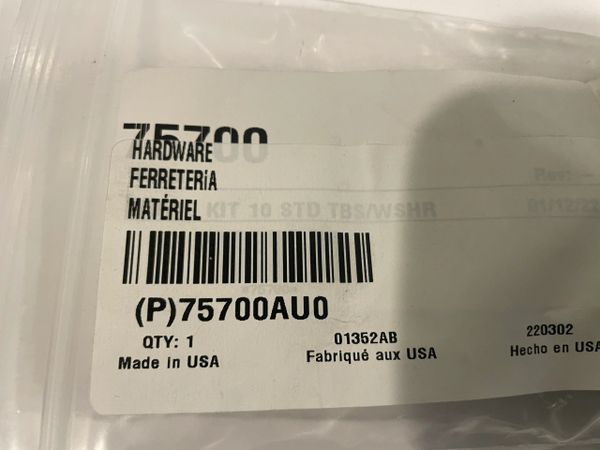 75700
HARDWARE
FERRETERiA
MATÉRIEL
KIT 10 STD TBS/WSHR
(P)75700AU0
QTY: 1
01352AB
220302
Made in USA
Fabriqué aux USA
Hecho en USA